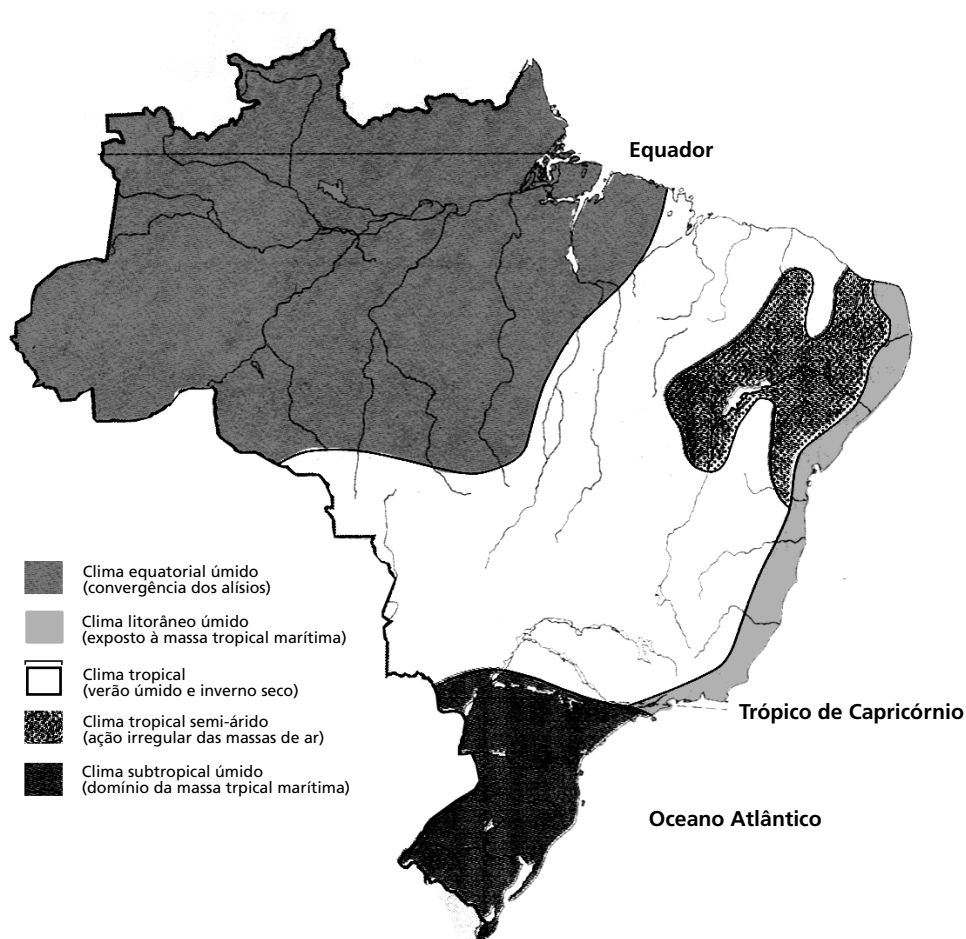 Equador
Clima equatorial úmido
(convergência dos alísios)
Clima litorâneo úmido
(exposto à massa tropical marítima)
Clima tropical
(verão úmido e inverno seco)
Clima tropical semi-árido
(ação irregular das massas de ar)
Clima subtropical úmido
(domínio da massa trpical marítima)
Trópico de Capricórnio
Oceano Atlântico